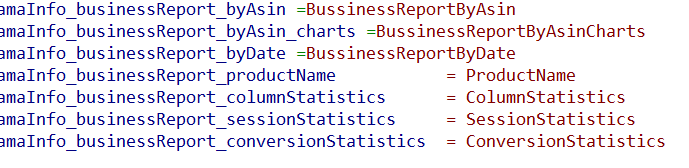 amaInfo_businessReport_byAsin =BussinessReportByAsin
amaInfo_businessReport_byAsin_charts =BussinessReportByAsinCharts
amaInfo_businessReport_byDate =BussinessReportByDate
amaInfo_businessReport_productName = ProductName
amaInfo_businessReport_columnStatistics = ColumnStatistics
amaInfo_businessReport_sessionStatistics = SessionStatistics
amaInfo_businessReport_conversionStatistics = ConversionStatistics